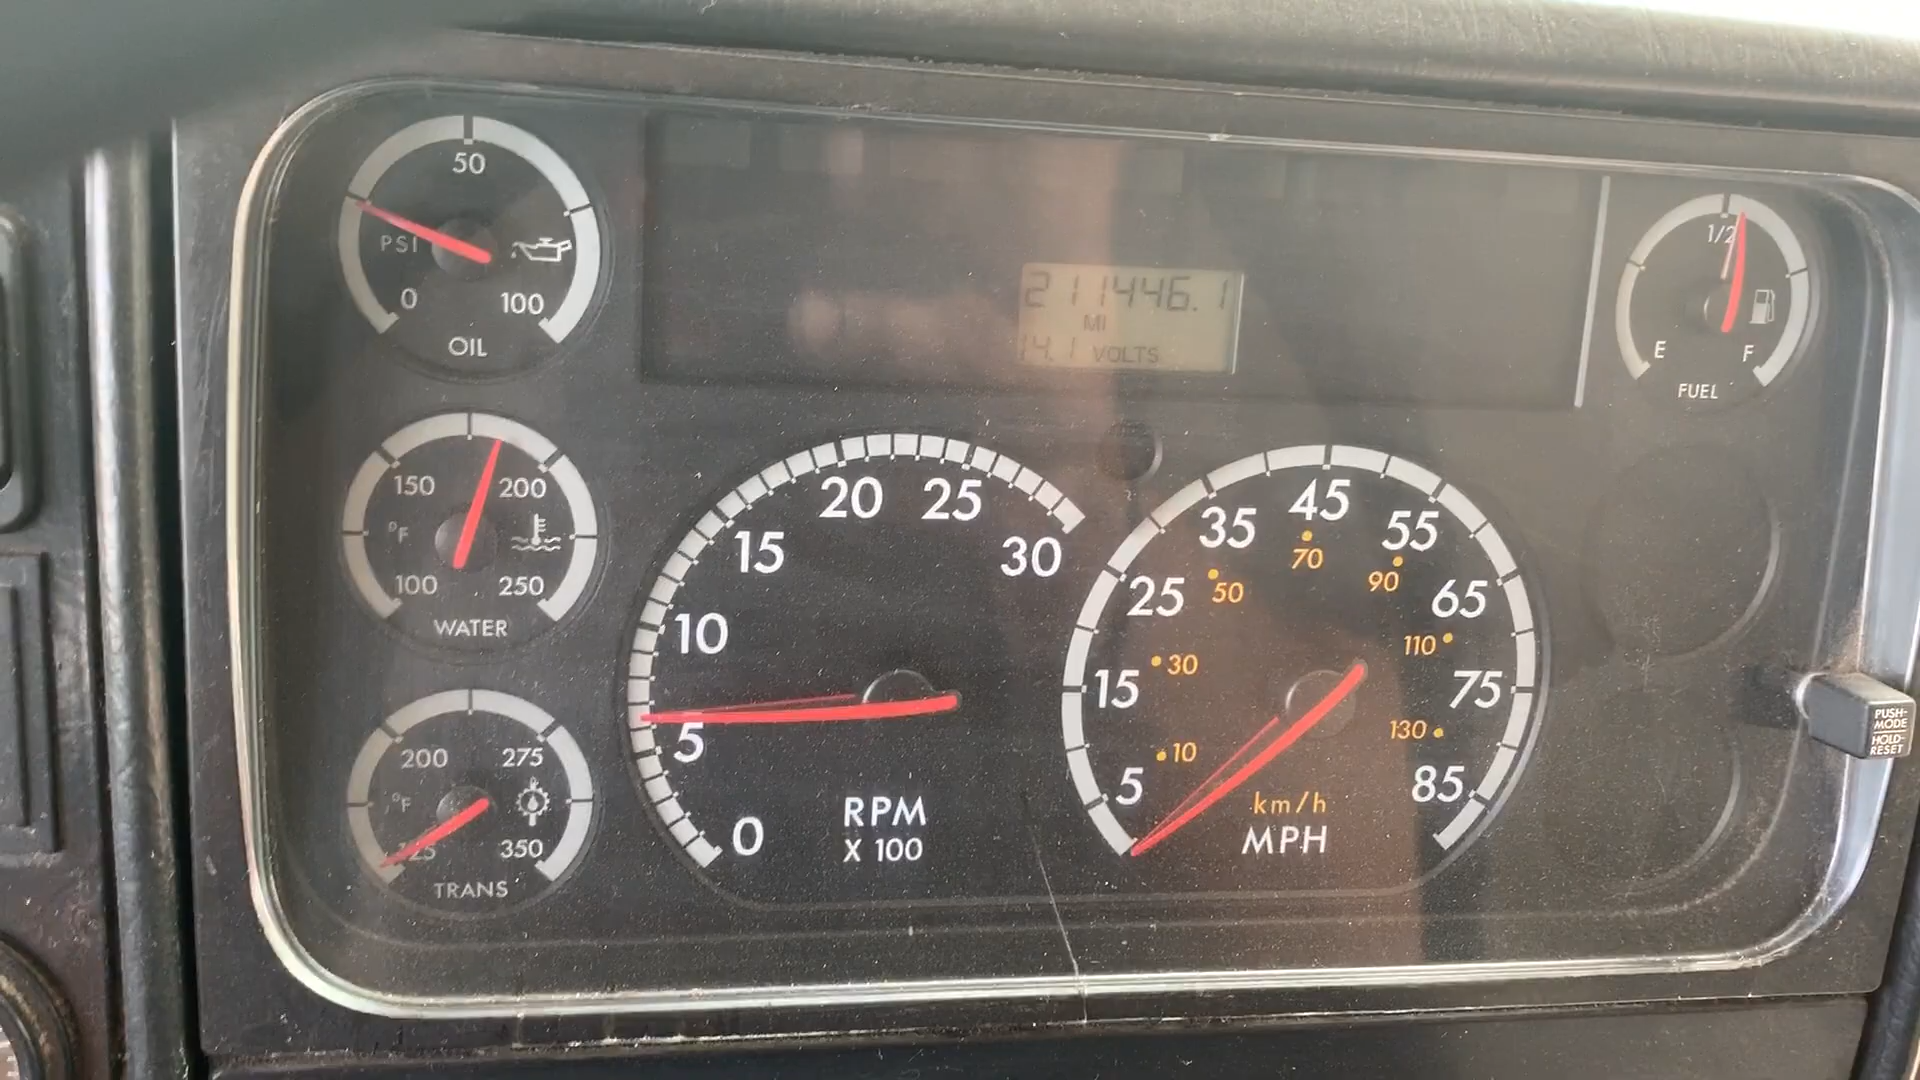 50
PSI
0 100
OIL
211446.1
MI
14.1 VOLTS
1/2
E F
FUEL
150 200
°F
100 250
WATER
200 275
°F
125 350
TRANS
0
5
10
15
20
25
30
RPM
X 100
5
15
25
35
45
55
65
75
85
10
30
50
70
90
110
130
km/h
MPH
PUSH-
MODE
HOLD-
RESET